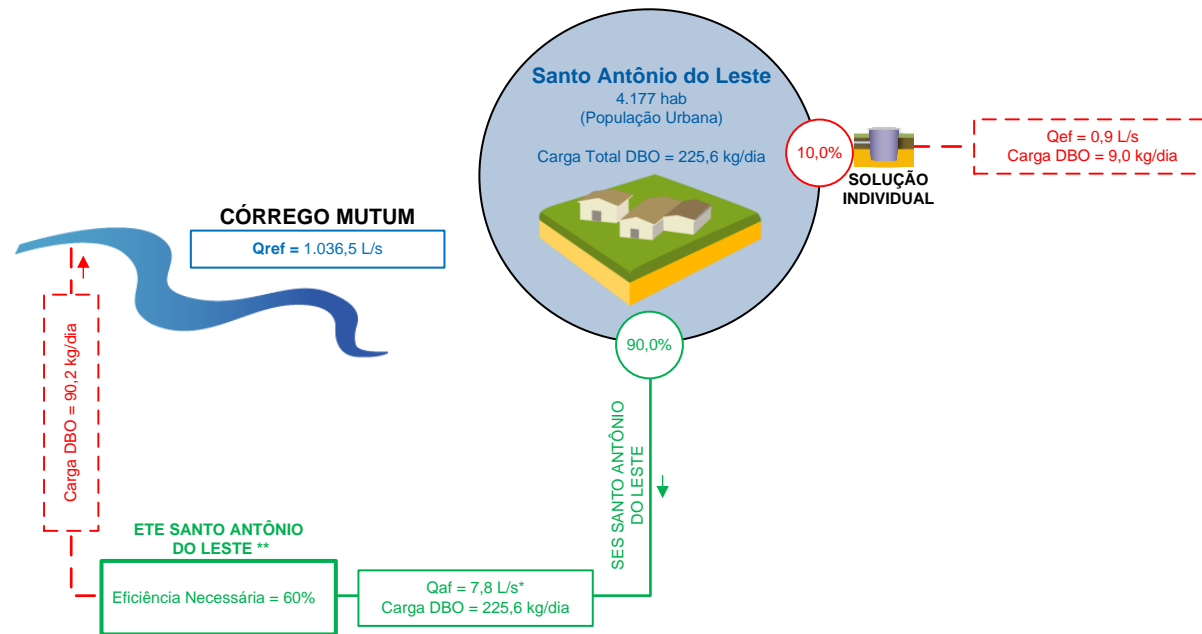 Santo Antônio do Leste
4.177 hab
(População Urbana)
Carga Total DBO = 225,6 kg/dia
10,0%
SOLUÇÃO
INDIVIDUAL
Qef = 0,9 L/s
Carga DBO = 9,0 kg/dia
CÓRREGO MUTUM
Qref = 1.036,5 L/s
90,0%
Carga DBO = 90,2 kg/dia
SES SANTO ANTÔNIO
DO LESTE
ETE SANTO ANTÔNIO
DO LESTE **
Eficiência Necessária = 60%
Qaf = 7,8 L/s*
Carga DBO = 225,6 kg/dia